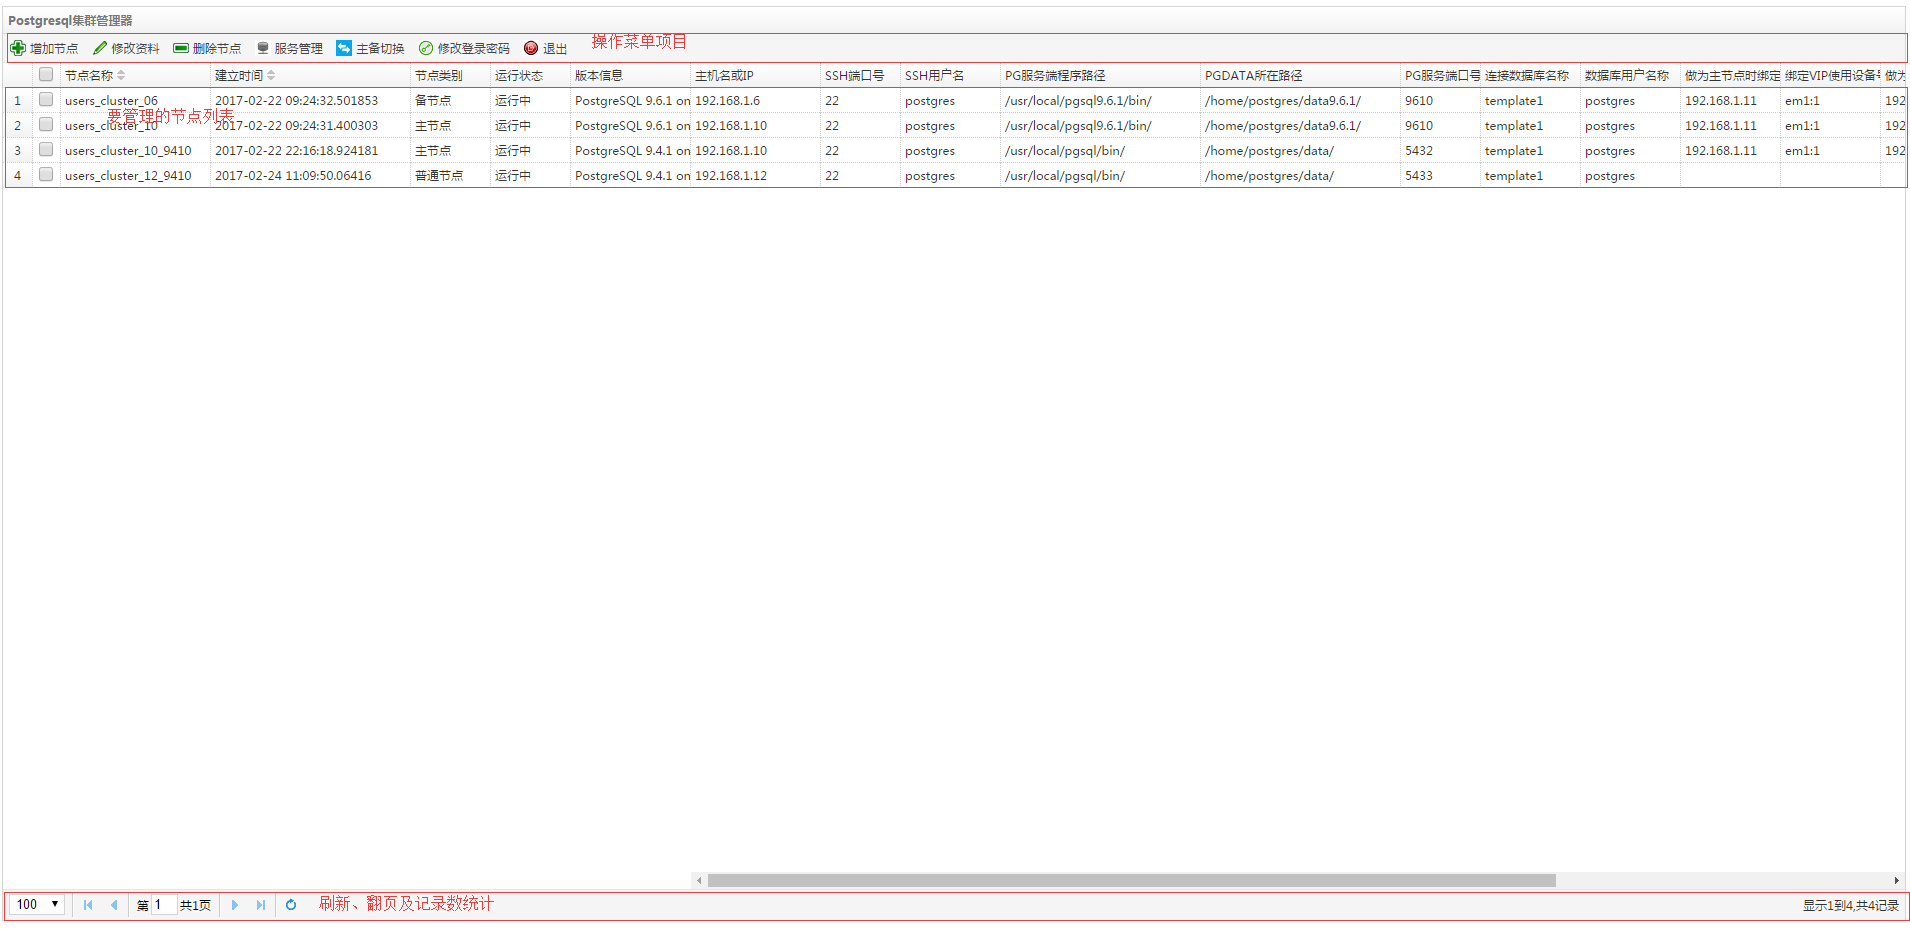 Postgresql集群管理器
增加节点 修改资料 删除节点 服务管理 主备切换 修改登录密码 退出 操作菜单项目
节点名称 建立时间 节点类别 运行状态 版本信息 主机名或IP SSH端口号 SSH用户名 PG服务端程序路径 PGDATA所在路径 PG服务端口号 连接数据库名称 数据库用户名称 做为主节点时绑定 绑定VIP使用设备号 做为
1 users_cluster_06 2017-02-22 09:24:32.501853 备节点 运行中 PostgreSQL 9.6.1 on 192.168.1.6 22 postgres /usr/local/pgsql9.6.1/bin/ /home/postgres/data9.6.1/ 9610 template1 postgres 192.168.1.11 em1:1 192
要管理的节点列表
2 users_cluster_10 2017-02-22 09:24:31.400303 主节点 运行中 PostgreSQL 9.6.1 on 192.168.1.10 22 postgres /usr/local/pgsql9.6.1/bin/ /home/postgres/data9.6.1/ 9610 template1 postgres 192.168.1.11 em1:1 192
3 users_cluster_10_9410 2017-02-22 22:16:18.924181 主节点 运行中 PostgreSQL 9.4.1 on 192.168.1.10 22 postgres /usr/local/pgsql/bin/ /home/postgres/data/ 5432 template1 postgres 192.168.1.11 em1:1 192
4 users_cluster_12_9410 2017-02-24 11:09:50.06416 普通节点 运行中 PostgreSQL 9.4.1 on 192.168.1.12 22 postgres /usr/local/pgsql/bin/ /home/postgres/data/ 5433 template1 postgres
100 第 1 共1页 刷新、翻页及记录数统计 显示1到4,共4记录